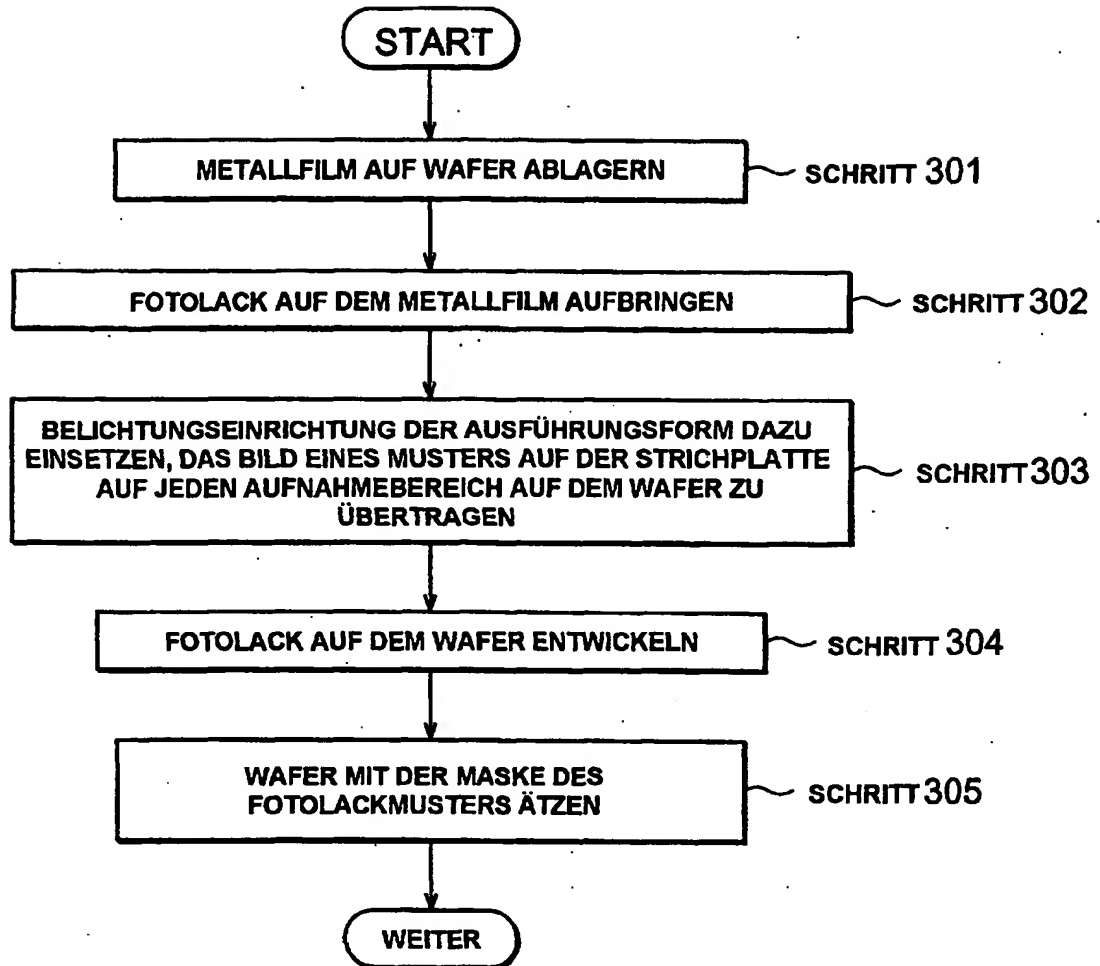 START
METALLFILM AUF WAFER ABLAGERN
SCHRITT 301
FOTOLACK AUF DEM METALLFILM AUFBRINGEN
SCHRITT 302
BELICHTUNGSEINRICHTUNG DER AUSFÜHRUNGSFORM DAZU
EINSETZEN, DAS BILD EINES MUSTERS AUF DER STRICHPLATTE
AUF JEDEN AUFNAHMEBEREICH AUF DEM WAFER ZU
ÜBERTRAGEN
SCHRITT 303
FOTOLACK AUF DEM WAFER ENTWICKELN
SCHRITT 304
WAFER MIT DER MASKE DES
FOTOLACKMUSTERS ÄTZEN
SCHRITT 305
WEITER